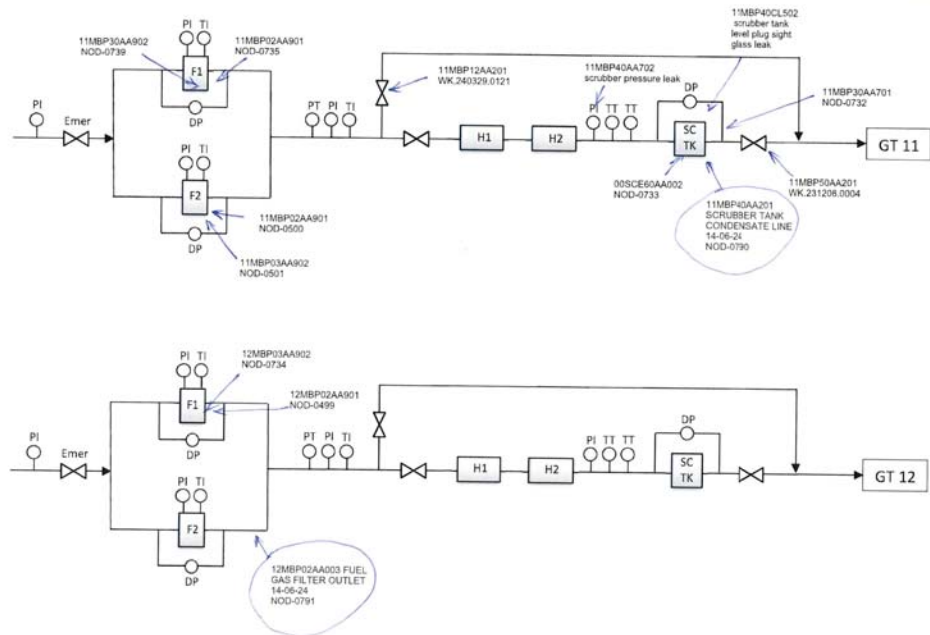 11MBP40CL502
scrubber tank
level plug sight
glass leak
PI TI
11MBP30AA902
NOD-0739
11MBP02AA901
NOD-0735
F1
DP
11MBP12AA201
WK.240329.0121
11MBP40AA702
scrubber pressure leak
11MBP30AA701
NOD-0732
PI
Emer
PT PI TI
H1
H2
PI TT TT
DP
SC
TK
GT 11
PI TI
F2
DP
11MBP02AA901
NOD-0500
11MBP03AA902
NOD-0501
00SCE60AA002
NOD-0733
11MBP40AA201
SCRUBBER TANK
CONDENSATE LINE
14-06-24
NOD-0790
11MBP50AA201
WK.231206.0004
12MBP03AA902
NOD-0734
PI TI
12MBP02AA901
NOD-0499
F1
DP
PI
Emer
PT PI TI
H1
H2
PI TT TT
DP
SC
TK
GT 12
PI TI
F2
DP
12MBP02AA003 FUEL
GAS FILTER OUTLET
14-06-24
NOD-0791